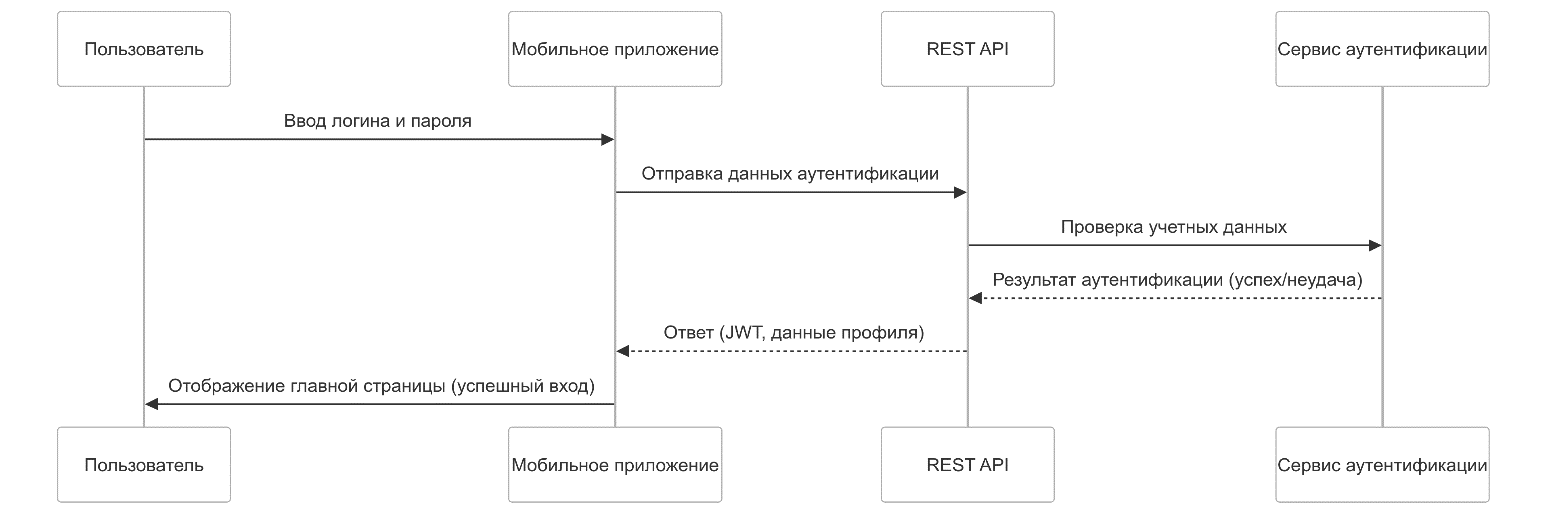 Пользователь
Мобильное приложение
REST API
Сервис аутентификации
Ввод логина и пароля
Отправка данных аутентификации
Проверка учетных данных
Результат аутентификации (успех/неудача)
Ответ (JWT, данные профиля)
Отображение главной страницы (успешный вход)
Пользователь
Мобильное приложение
REST API
Сервис аутентификации